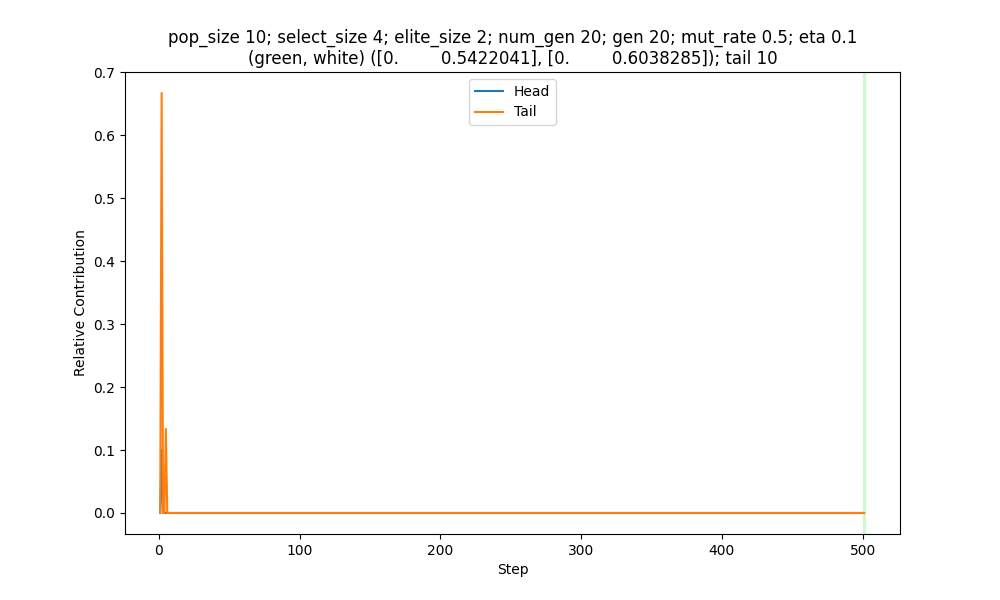 pop_size 10; select_size 4; elite_size 2; num_gen 20; gen 20; mut_rate 0.5; eta 0.1
(green, white) ([0.         0.5422041], [0.         0.6038285]); tail 10
Head
Tail
0.7
0.6
0.5
0.4
0.3
0.2
0.1
0.0
Relative Contribution
0
100
200
300
400
500
Step